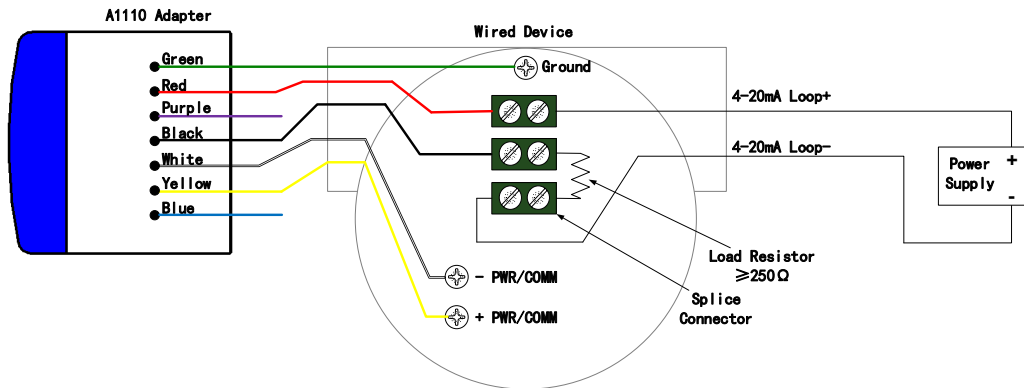 A1110 Adapter
Wired Device
Green
Red
Purple
Black
White
Yellow
Blue
Ground
4-20mA Loop+
4-20mA Loop-
Power
Supply
+
-
Load Resistor
≥250Ω
Splice
Connector
- PWR/COMM
+ PWR/COMM